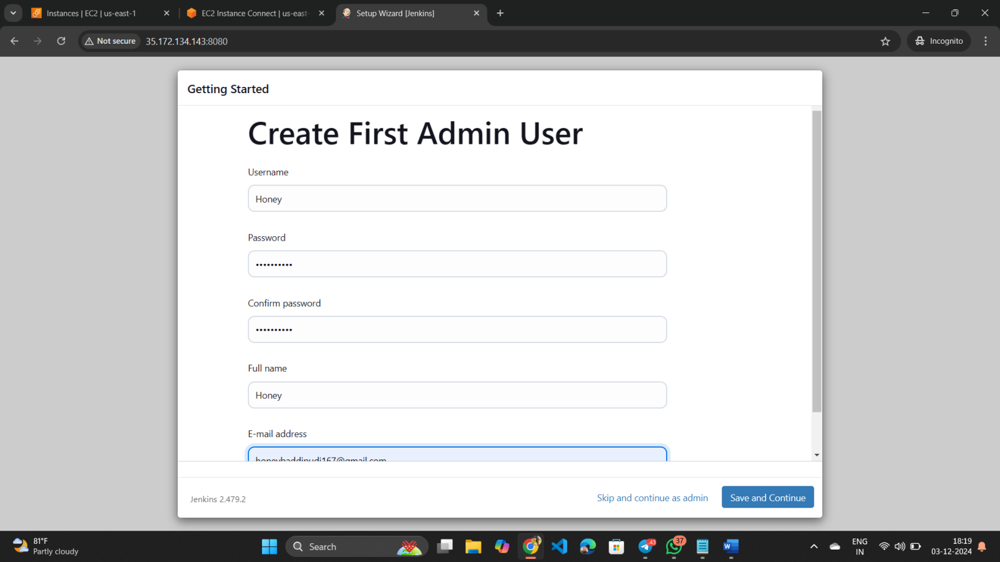 Instances | EC2 | us-east-1
EC2 Instance Connect | us-east-
Setup Wizard [Jenkins]
Not secure
35.172.134.143:8080
Incognito
Getting Started
Create First Admin User
Username
Honey
Password
••••••••••
Confirm password
••••••••••
Full name
Honey
E-mail address
Jenkins 2.479.2
Skip and continue as admin
Save and Continue
81°F
Partly cloudy
Search
43
37
ENG
IN
18:19
03-12-2024